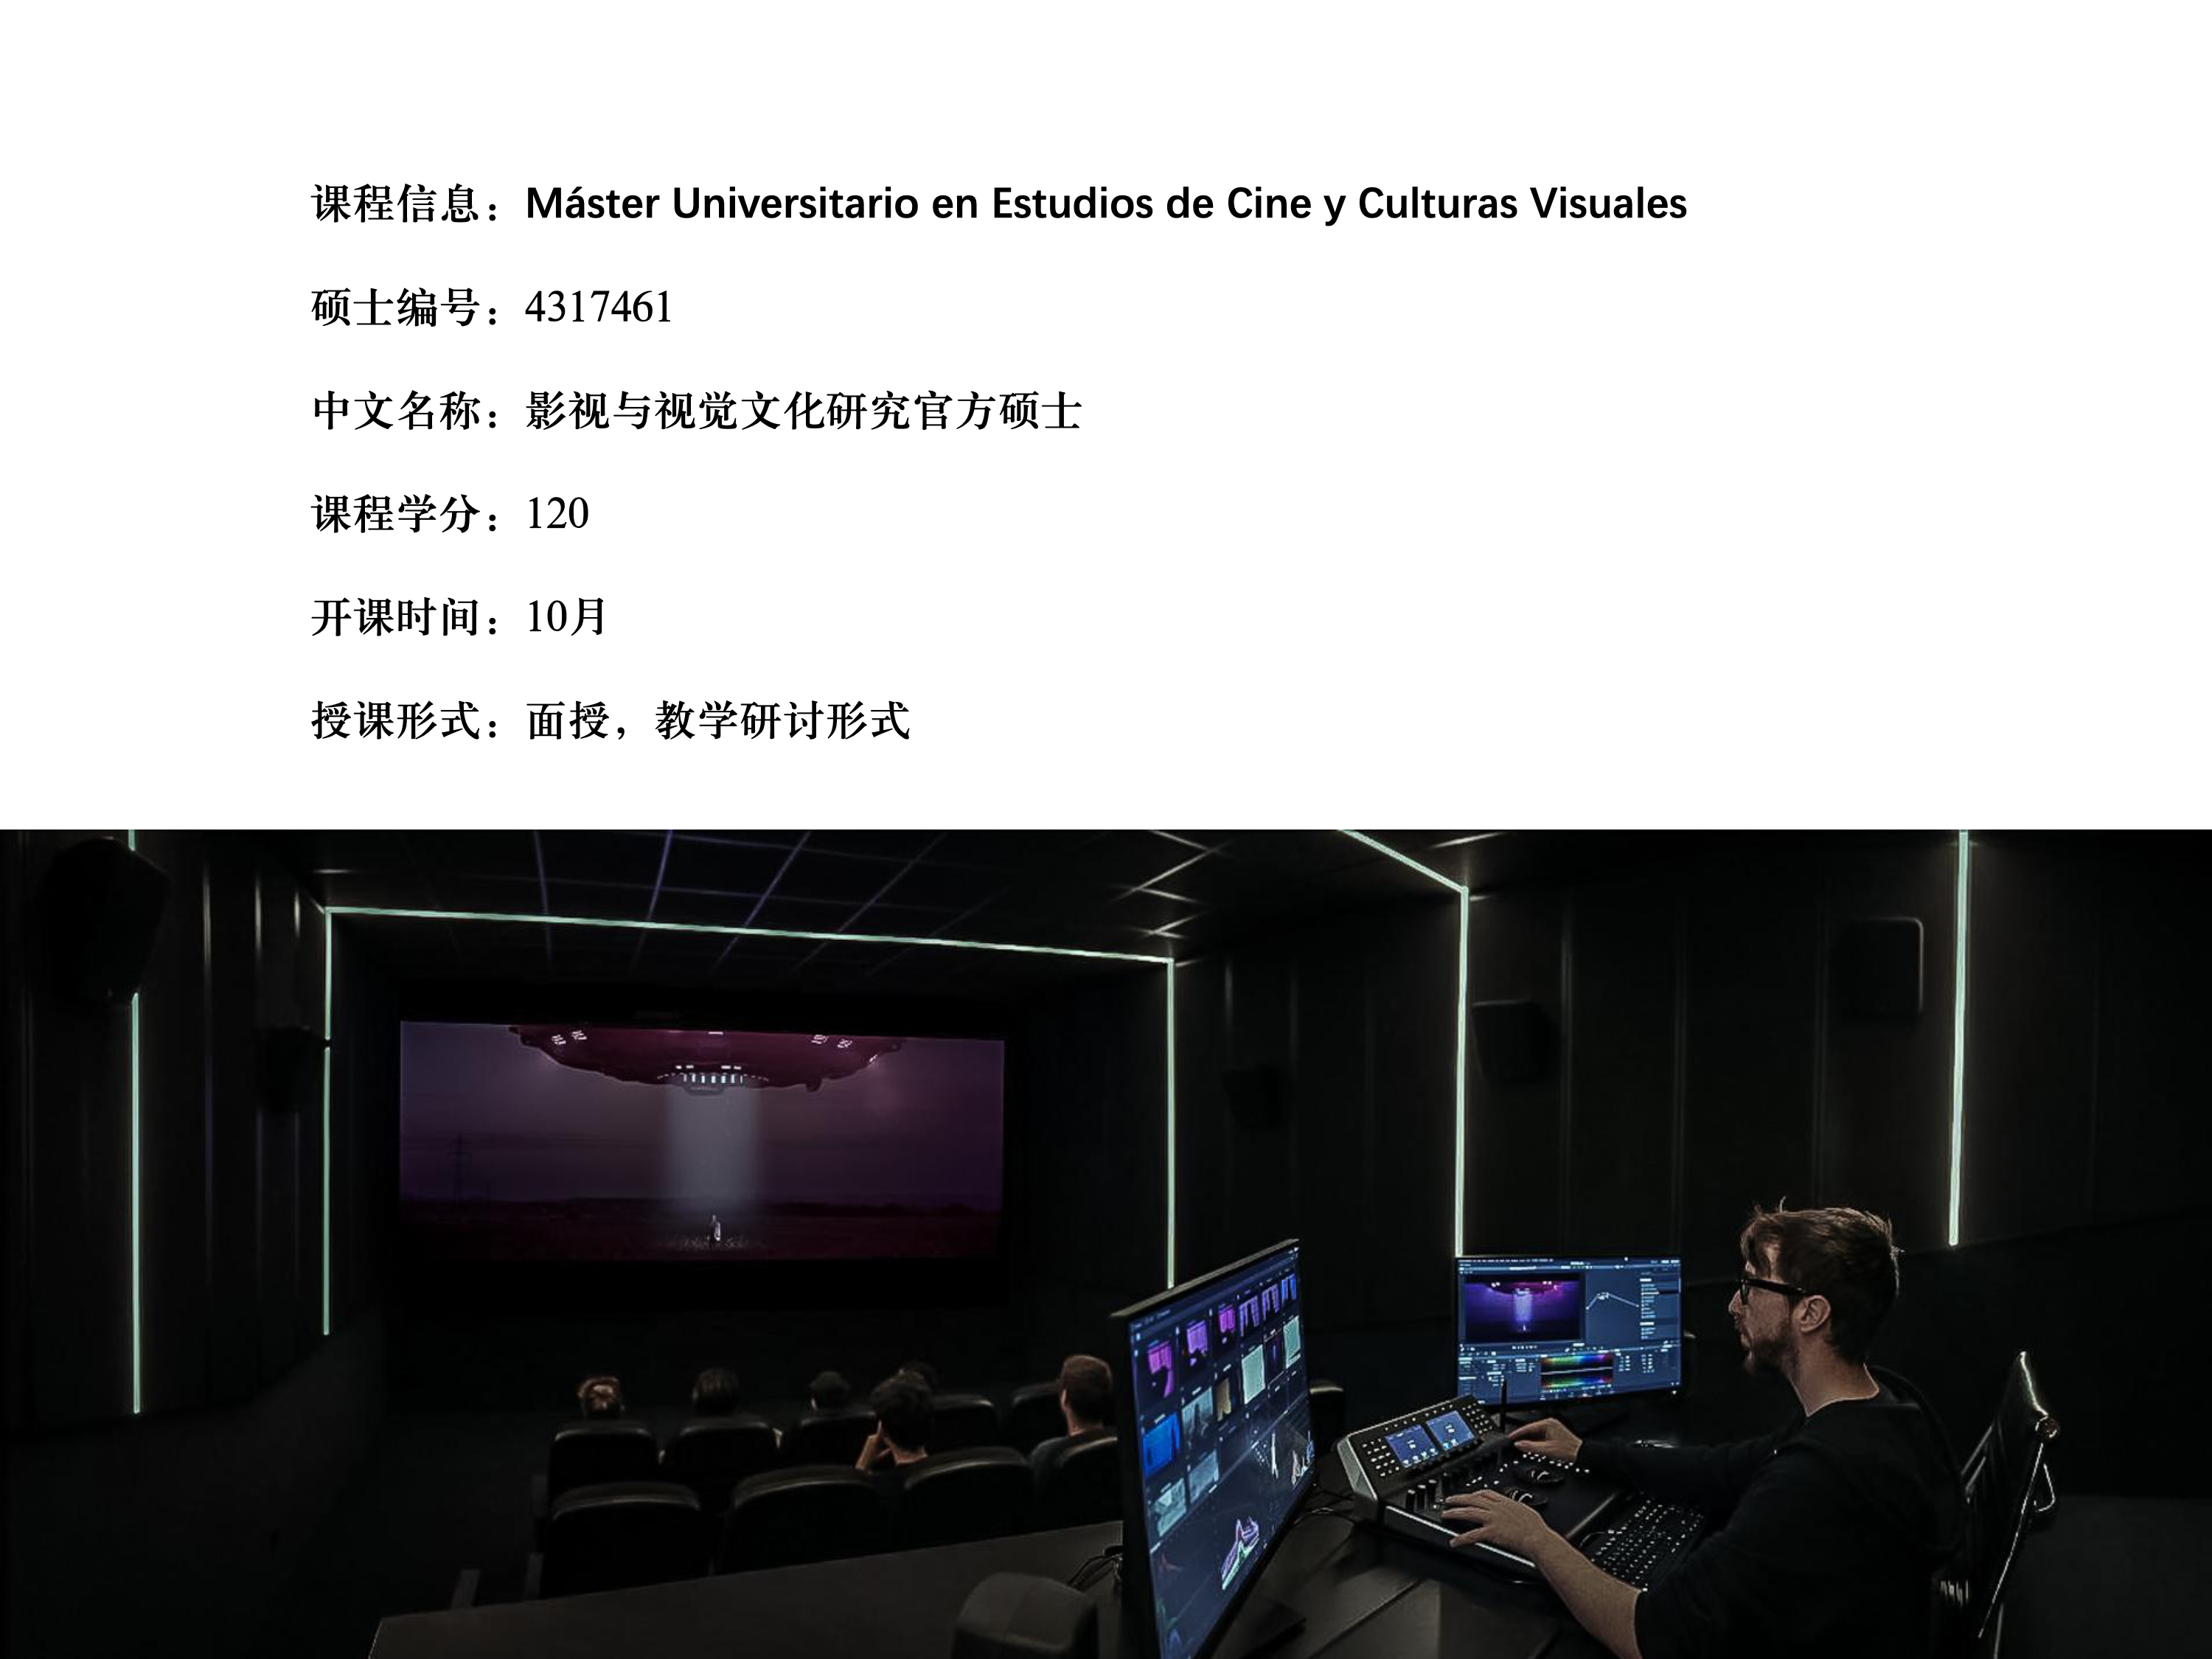 课程信息：Máster Universitario en Estudios de Cine y Culturas Visuales
硕士编号：4317461
中文名称：影视与视觉文化研究官方硕士
课程学分：120
开课时间：10月
授课形式：面授，教学研讨形式